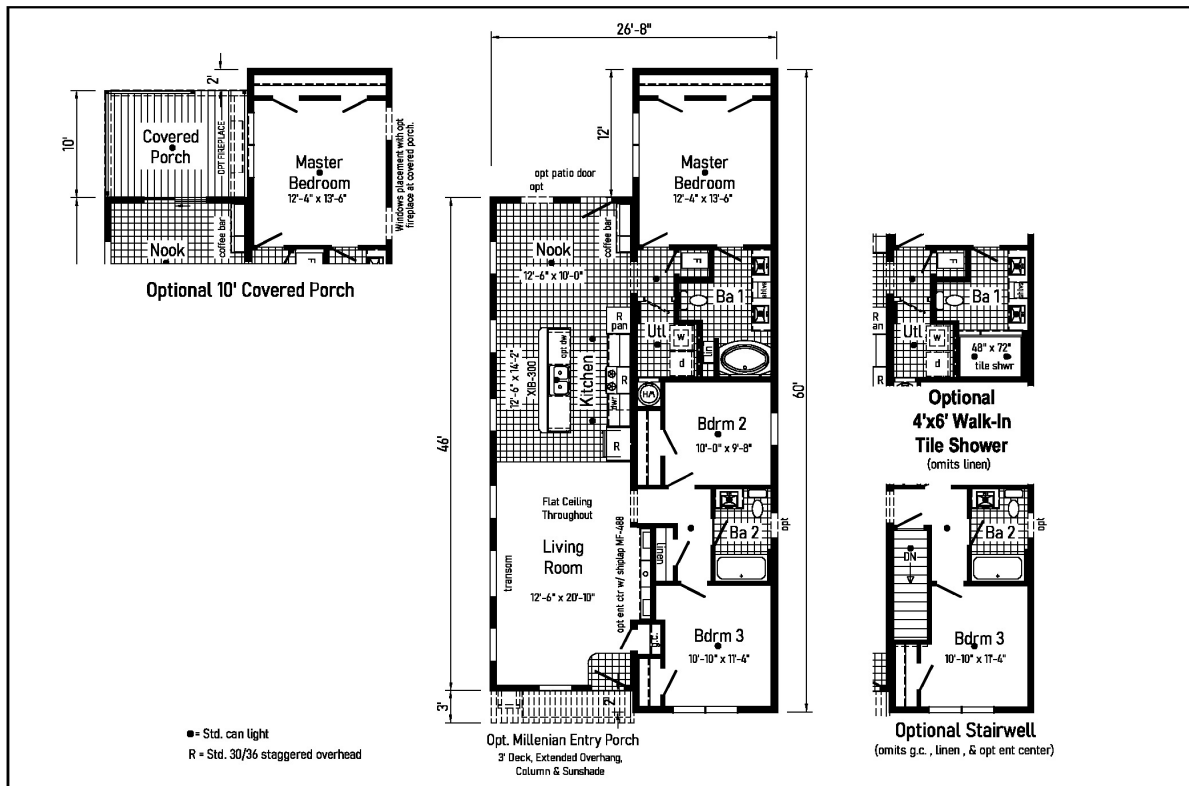 26'-8"
2'
10'
Covered
Porch
OPT FIREPLACE
Master
Bedroom
12'-4" x 13'-6"
Windows placement with opt
fireplace at covered porch.
Nook
coffee bar
F
Optional 10' Covered Porch
12'
opt patio door
opt
Master
Bedroom
12'-4" x 13'-6"
Nook
12'-6" x 10'-0"
coffee bar
F
Ba 1
shlvs
R
pan
Utl
w
d
lin
46'
60'
12'-6" x 14'-2"
XIB-300
opt dw
Kitchen
R
dwr
R
HW
Bdrm 2
10'-0" x 9'-8"
Flat Ceiling
Throughout
Living
Room
12'-6" x 20'-10"
transom
opt ent ctr w/ shiplap MF-488
linen
Ba 2
opt
g.c.
Bdrm 3
10'-10" x 11'-4"
3'
2'
Opt. Millenian Entry Porch
3' Deck, Extended Overhang,
Column & Sunshade
F
Ba 1
shlvs
R
pan
Utl
w
d
R
48" x 72"
tile shwr
Optional
4'x6' Walk-In
Tile Shower
(omits linen)
Ba 2
opt
DN
Bdrm 3
10'-10" x 11'-4"
Optional Stairwell
(omits g.c. , linen , & opt ent center)
= Std. can light
R = Std. 30/36 staggered overhead